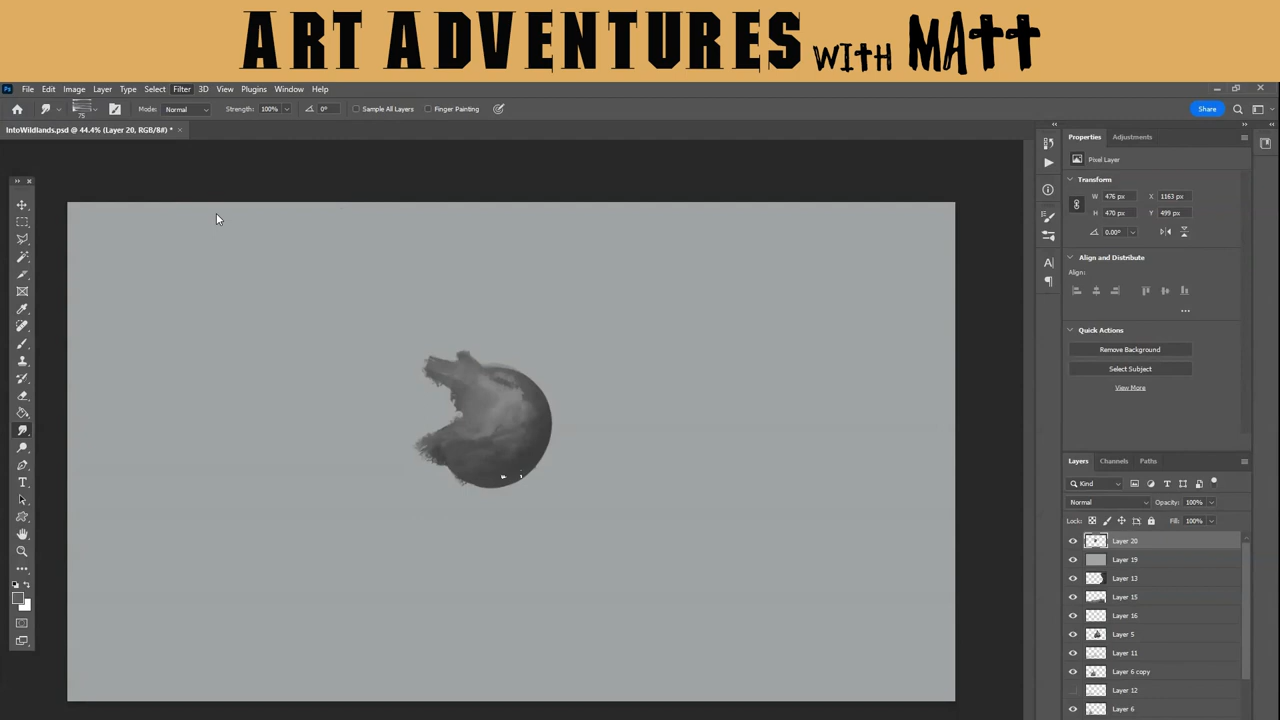 ART ADVENTURES WITH MATT
Ps File Edit Image Layer Type Select Filter 3D View Plugins Window Help
75 Mode: Normal Strength: 100% 0° Sample All Layers Finger Painting Share
IntoWildlands.psd @ 44.4% (Layer 20, RGB/8#) * ×
Properties Adjustments
Pixel Layer
Transform
W 476 px X 1163 px
H 470 px Y 499 px
0.00°
Align and Distribute
Align:
Quick Actions
Remove Background
Select Subject
View More
Layers Channels Paths
Kind
Normal Opacity: 100%
Lock: Fill: 100%
Layer 20
Layer 19
Layer 13
Layer 15
Layer 16
Layer 5
Layer 11
Layer 6 copy
Layer 12
Layer 6